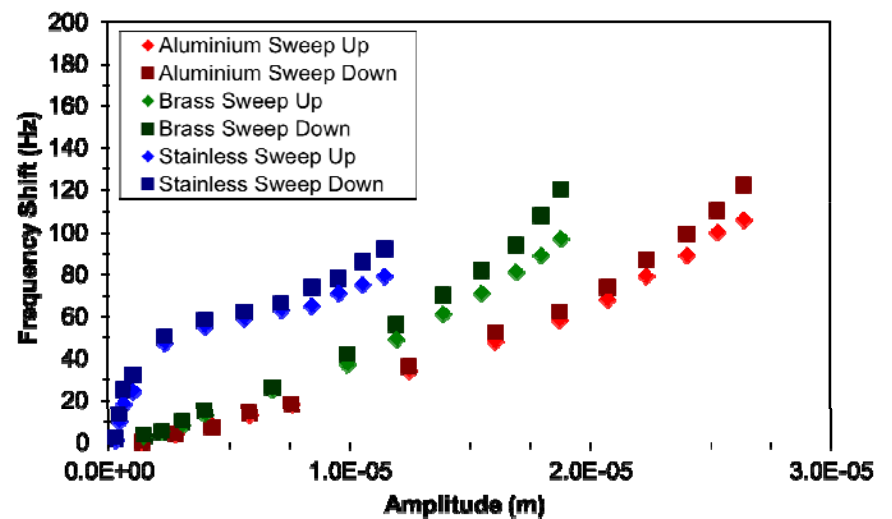 200
180
160
140
120
100
80
60
40
20
0
Frequency Shift (Hz)
Aluminium Sweep Up
Aluminium Sweep Down
Brass Sweep Up
Brass Sweep Down
Stainless Sweep Up
Stainless Sweep Down
0.0E+00 1.0E-05 2.0E-05 3.0E-05
Amplitude (m)